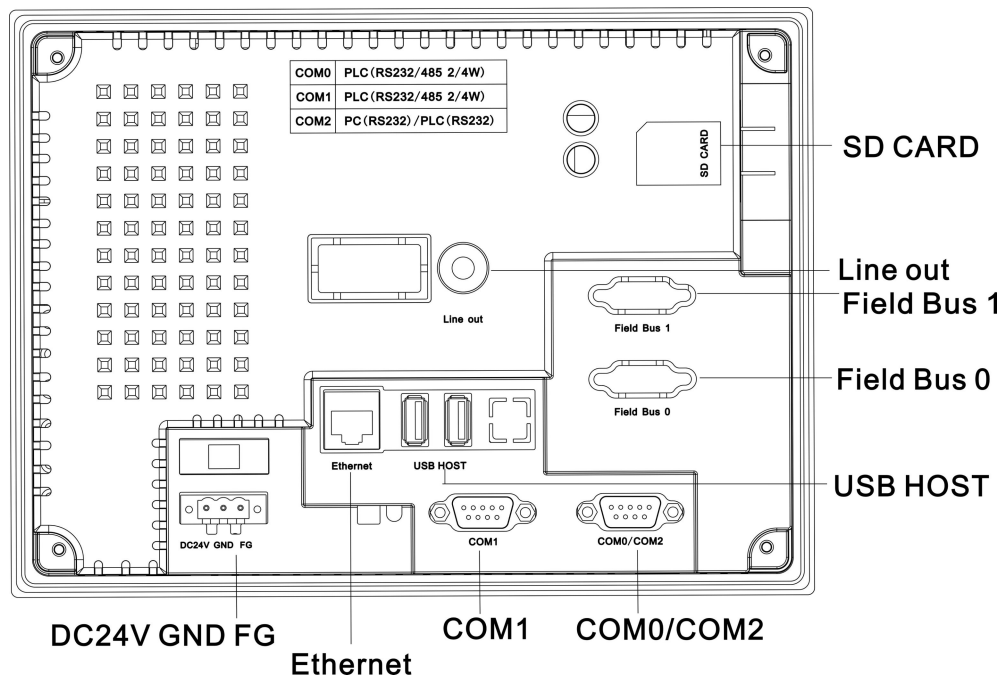 COM0 PLC(RS232/485 2/4W)
COM1 PLC(RS232/485 2/4W)
COM2 PC(RS232)/PLC(RS232)
SD CARD
SD CARD
Line out
Line out
Field Bus 1
Field Bus 1
Field Bus 0
Field Bus 0
Ethernet
USB HOST
USB HOST
DC24V GND FG
COM1
COM0/COM2
DC24V GND FG
COM1
COM0/COM2
Ethernet